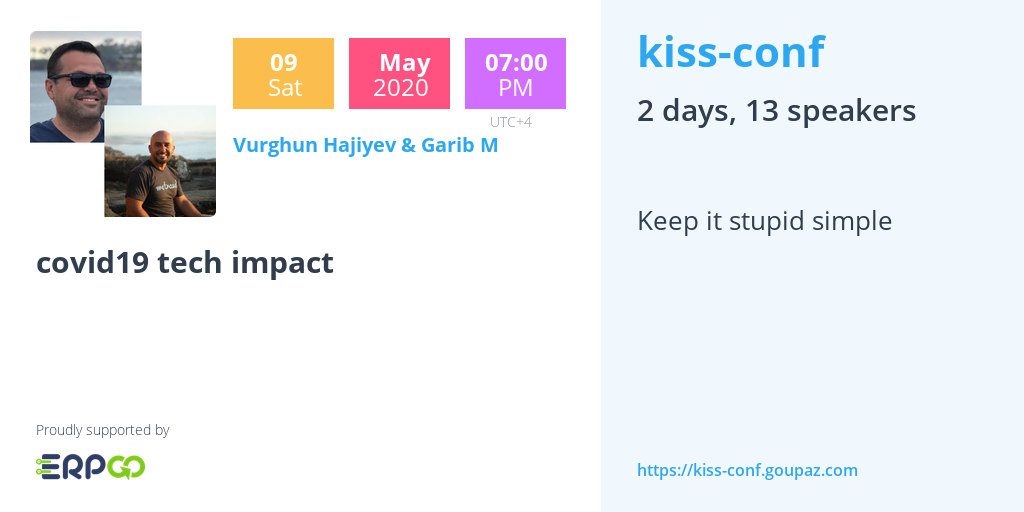 09
Sat
May
2020
07:00
PM
UTC+4
Vurghun Hajiyev & Garib M
covid19 tech impact
Proudly supported by
ERPGO
kiss-conf
2 days, 13 speakers
Keep it stupid simple
https://kiss-conf.goupaz.com